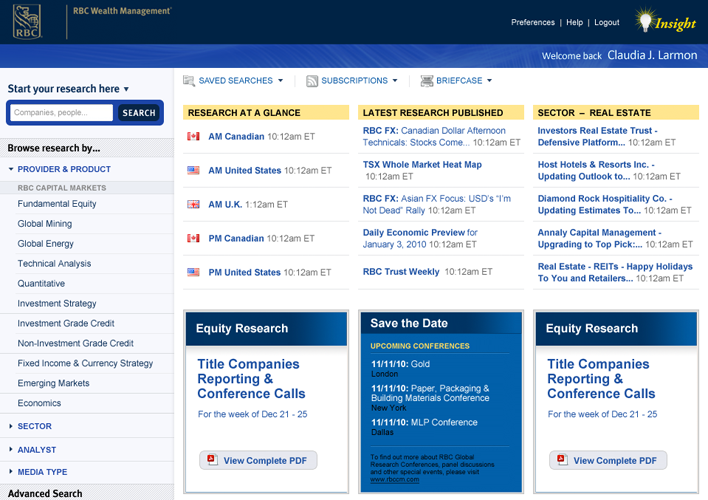 RBC Wealth Management®
RBC
Preferences | Help | Logout
Insight
Welcome back Claudia J. Larmon
Start your research here
Companies, people...
SEARCH
SAVED SEARCHES
SUBSCRIPTIONS
BRIEFCASE
Browse research by...
PROVIDER & PRODUCT
RBC CAPITAL MARKETS
Fundamental Equity
Global Mining
Global Energy
Technical Analysis
Quantitative
Investment Strategy
Investment Grade Credit
Non-Investment Grade Credit
Fixed Income & Currency Strategy
Emerging Markets
Economics
SECTOR
ANALYST
MEDIA TYPE
Advanced Search
RESEARCH AT A GLANCE
AM Canadian 10:12am ET
AM United States 10:12am ET
AM U.K. 1:12am ET
PM Canadian 10:12am ET
PM United States 10:12am ET
LATEST RESEARCH PUBLISHED
RBC FX: Canadian Dollar Afternoon
Technicals: Stocks Come... 10:12am ET
TSX Whole Market Heat Map
10:12am ET
RBC FX: Asian FX Focus: USD's "I'm
Not Dead" Rally 10:12am ET
Daily Economic Preview for
January 3, 2010 10:12am ET
RBC Trust Weekly 10:12am ET
SECTOR – REAL ESTATE
Investors Real Estate Trust -
Defensive Platform... 10:12am ET
Host Hotels & Resorts Inc. -
Updating Outlook to... 10:12am ET
Diamond Rock Hospitiality Co. -
Updating Estimates To... 10:12am ET
Annaly Capital Management -
Upgrading to Top Pick:... 10:12am ET
Real Estate - REITs - Happy Holidays
To You and Retailers... 10:12am ET
Equity Research
Title Companies
Reporting &
Conference Calls
For the week of Dec 21 - 25
View Complete PDF
Save the Date
UPCOMING CONFERENCES
11/11/10: Gold
London
11/11/10: Paper, Packaging &
Building Materials Conference
New York
11/11/10: MLP Conference
Dallas
To find out more about RBC Global
Research Conferences, panel discussions
and other special events, please visit
www.rbccm.com
Equity Research
Title Companies
Reporting &
Conference Calls
For the week of Dec 21 - 25
View Complete PDF